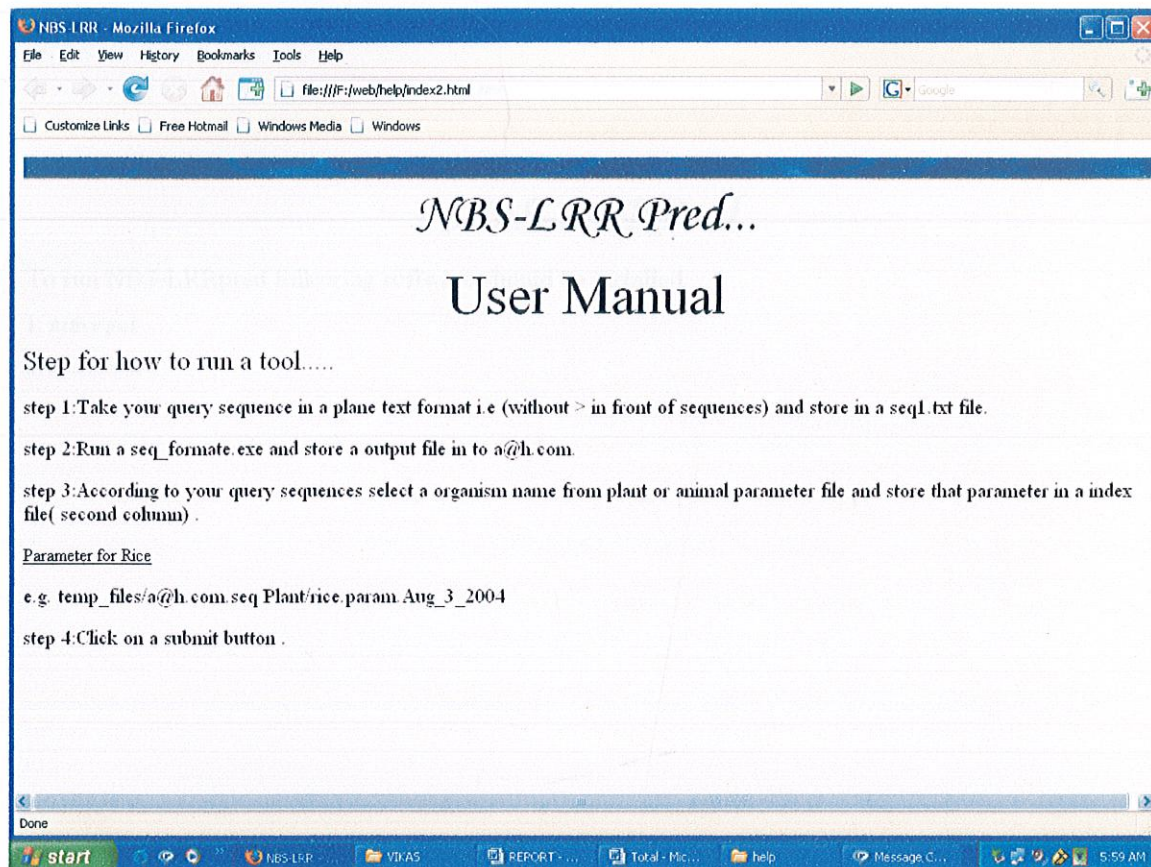 NBS-LRR - Mozilla Firefox
File Edit View History Bookmarks Tools Help
file:///F:/web/help/index2.html
Google
Customize Links Free Hotmail Windows Media Windows
NBS-LRR Pred...
User Manual
Step for how to run a tool.....
step 1:Take your query sequence in a plane text format i.e (without > in front of sequences) and store in a seq1.txt file.
step 2:Run a seq_formate.exe and store a output file in to a@h.com.
step 3:According to your query sequences select a organism name from plant or animal parameter file and store that parameter in a index
file( second column) .
Parameter for Rice
e.g. temp_files/a@h.com.seq Plant/rice.param.Aug_3_2004
step 4:Click on a submit button .
Done
start NBS-LRR ... VIKAS REPORT - ... Total - Mic... help Message C... 5:59 AM